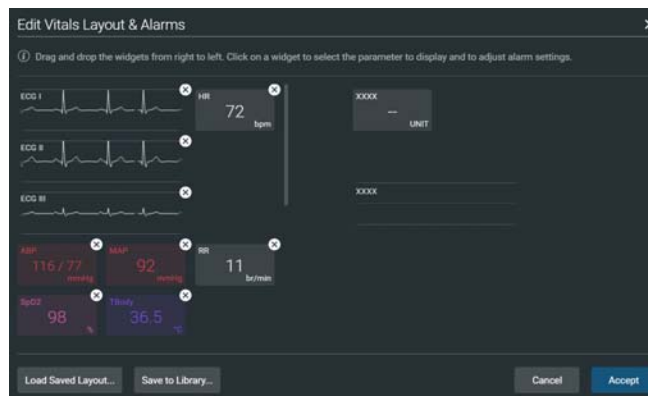 Edit Vitals Layout & Alarms
Drag and drop the widgets from right to left. Click on a widget to select the parameter to display and to adjust alarm settings.
ECG I
HR
72
bpm
XXXX
--
UNIT
ECG II
ECG III
XXXX
ABP
116 / 77
mmHg
MAP
92
mmHg
RR
11
br/min
SpO2
98
%
TBody
36.5
°C
Load Saved Layout...
Save to Library...
Cancel
Accept